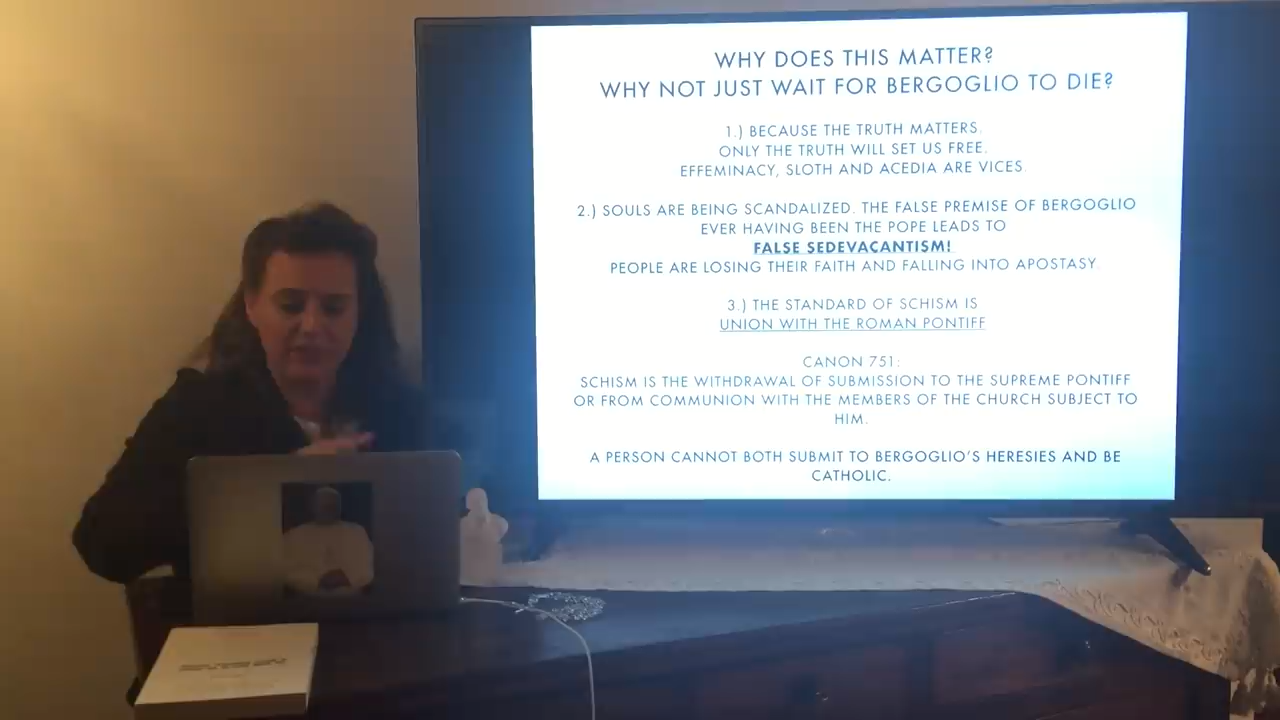 WHY DOES THIS MATTER?
WHY NOT JUST WAIT FOR BERGOGLIO TO DIE?
1.) BECAUSE THE TRUTH MATTERS.
ONLY THE TRUTH WILL SET US FREE.
EFFEMINACY, SLOTH AND ACEDIA ARE VICES.
2.) SOULS ARE BEING SCANDALIZED. THE FALSE PREMISE OF BERGOGLIO
EVER HAVING BEEN THE POPE LEADS TO
FALSE SEDEVACANTISM!
PEOPLE ARE LOSING THEIR FAITH AND FALLING INTO APOSTASY.
3.) THE STANDARD OF SCHISM IS
UNION WITH THE ROMAN PONTIFF
CANON 751:
SCHISM IS THE WITHDRAWAL OF SUBMISSION TO THE SUPREME PONTIFF
OR FROM COMMUNION WITH THE MEMBERS OF THE CHURCH SUBJECT TO
HIM.
A PERSON CANNOT BOTH SUBMIT TO BERGOGLIO'S HERESIES AND BE
CATHOLIC.